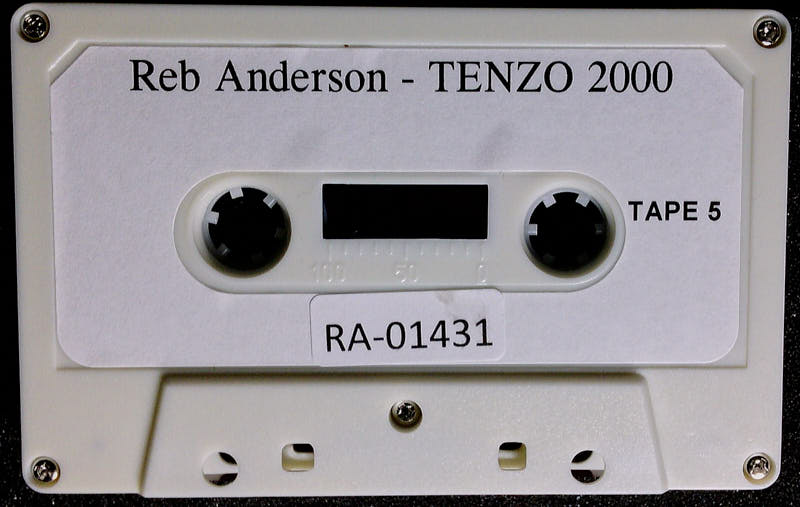 Reb Anderson - TENZO 2000
TAPE 5
100 50 0
RA-01431